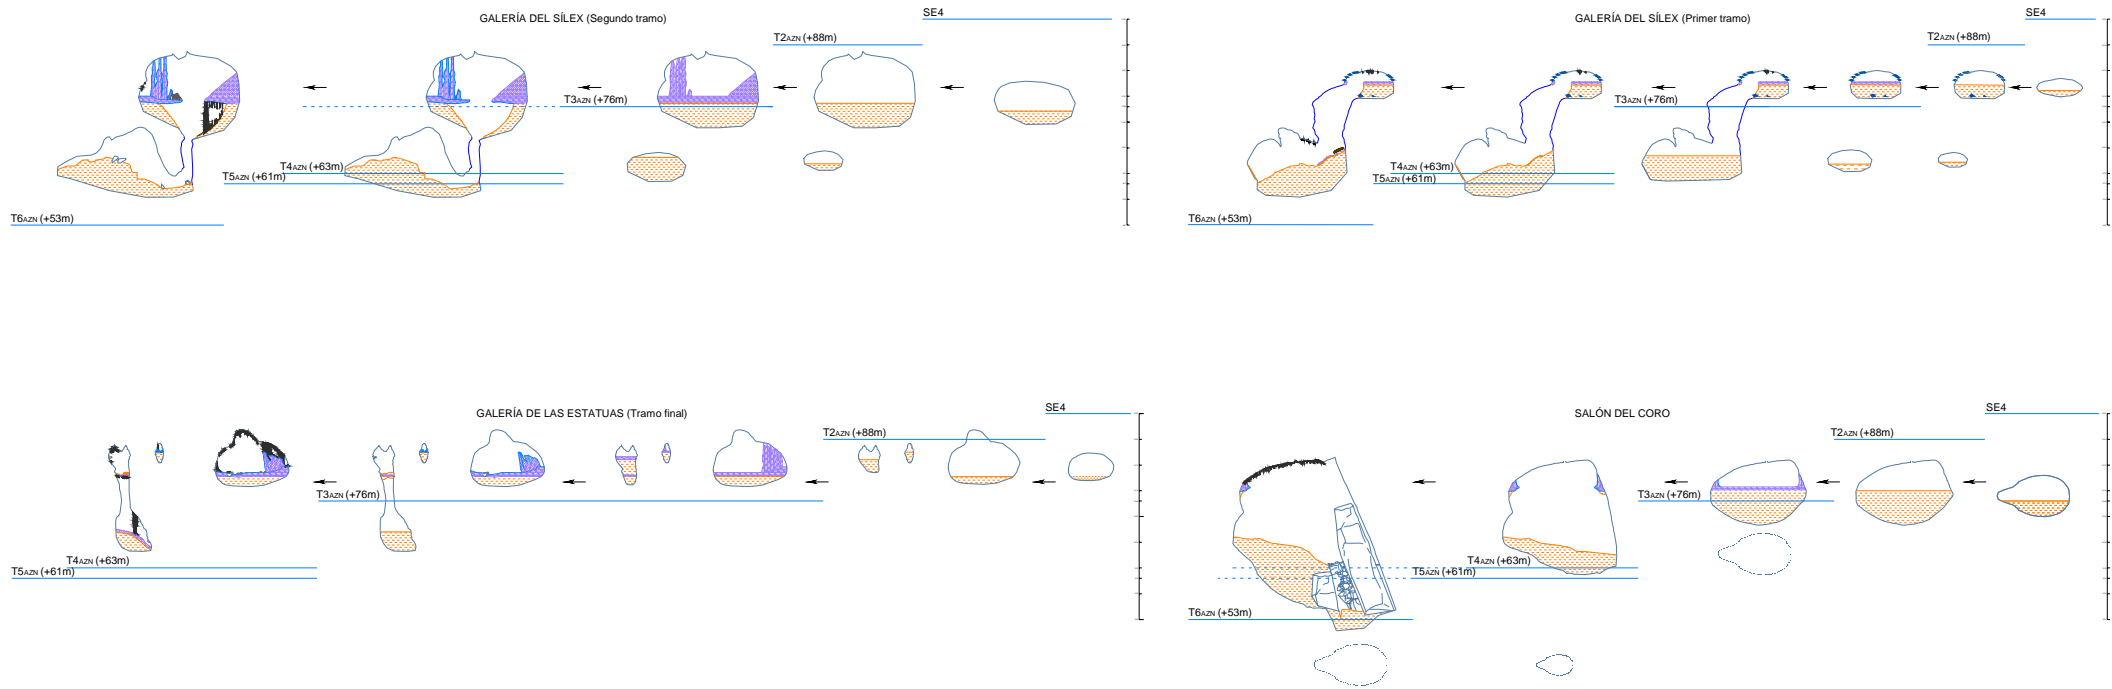 GALERÍA DEL SÍLEX (Segundo tramo)
SE4
T2AZN (+88m)
T3AZN (+76m)
T4AZN (+63m)
T5AZN (+61m)
T6AZN (+53m)
GALERÍA DEL SÍLEX (Primer tramo)
SE4
T2AZN (+88m)
T3AZN (+76m)
T4AZN (+63m)
T5AZN (+61m)
T6AZN (+53m)
GALERÍA DE LAS ESTATUAS (Tramo final)
SE4
T2AZN (+88m)
T3AZN (+76m)
T4AZN (+63m)
T5AZN (+61m)
SALÓN DEL CORO
SE4
T2AZN (+88m)
T3AZN (+76m)
T4AZN (+63m)
T5AZN (+61m)
T6AZN (+53m)